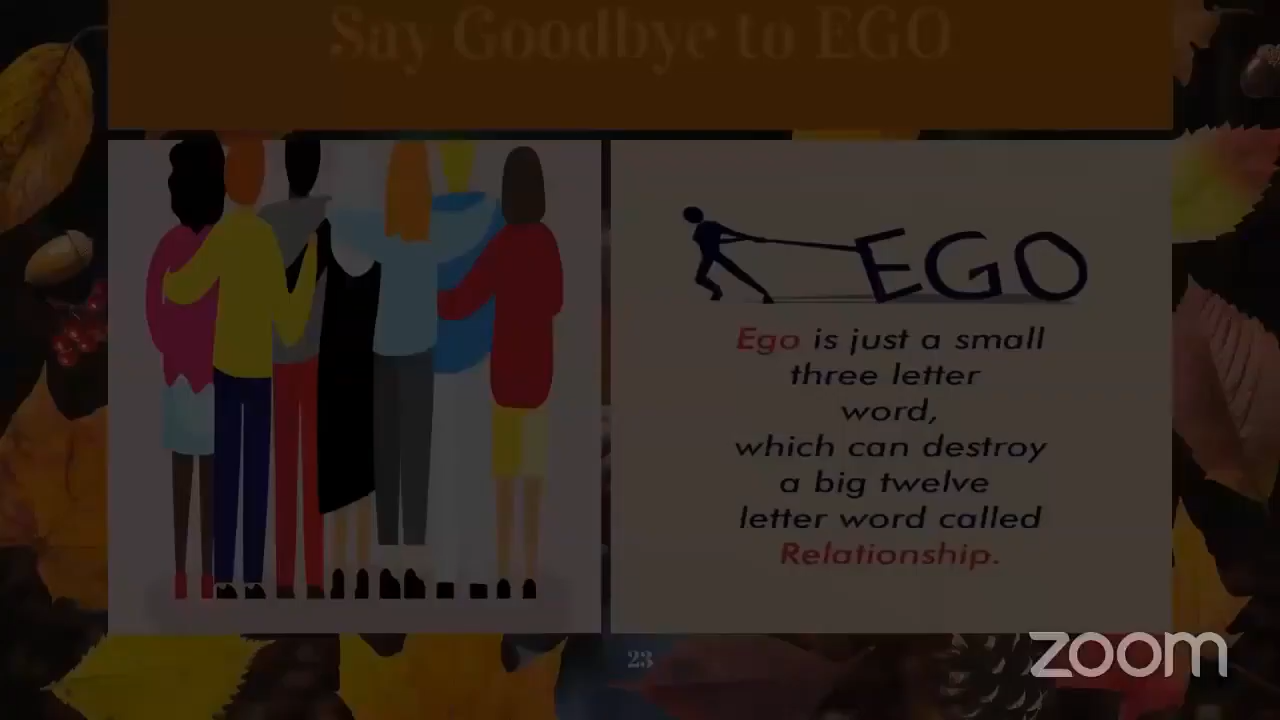 Say Goodbye to EGO
EGO
Ego is just a small
three letter
word,
which can destroy
a big twelve
letter word called
Relationship.
23
zoom